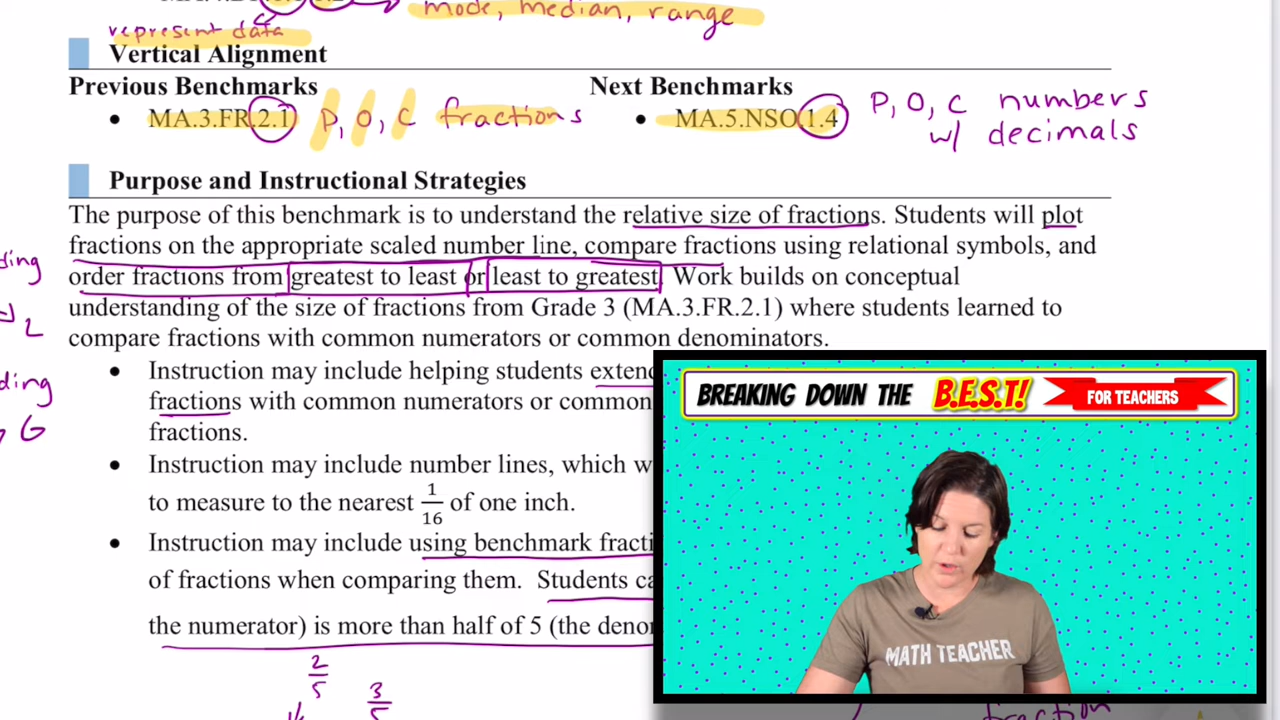 mode, median, range
represent data
Vertical Alignment
Previous Benchmarks
Next Benchmarks
• MA.3.FR.2.1 P, O, C fractions
• MA.5.NSO.1.4 P, O, C numbers
w/ decimals
Purpose and Instructional Strategies
The purpose of this benchmark is to understand the relative size of fractions. Students will plot
fractions on the appropriate scaled number line, compare fractions using relational symbols, and
order fractions from greatest to least or least to greatest. Work builds on conceptual
understanding of the size of fractions from Grade 3 (MA.3.FR.2.1) where students learned to
compare fractions with common numerators or common denominators.
• Instruction may include helping students extend
fractions with common numerators or common
fractions.
• Instruction may include number lines, which w
to measure to the nearest 1/16 of one inch.
• Instruction may include using benchmark fracti
of fractions when comparing them. Students ca
the numerator) is more than half of 5 (the deno
2/5
3/5
fraction
ding
2
ding
6
BREAKING DOWN THE B.E.S.T! FOR TEACHERS
MATH TEACHER